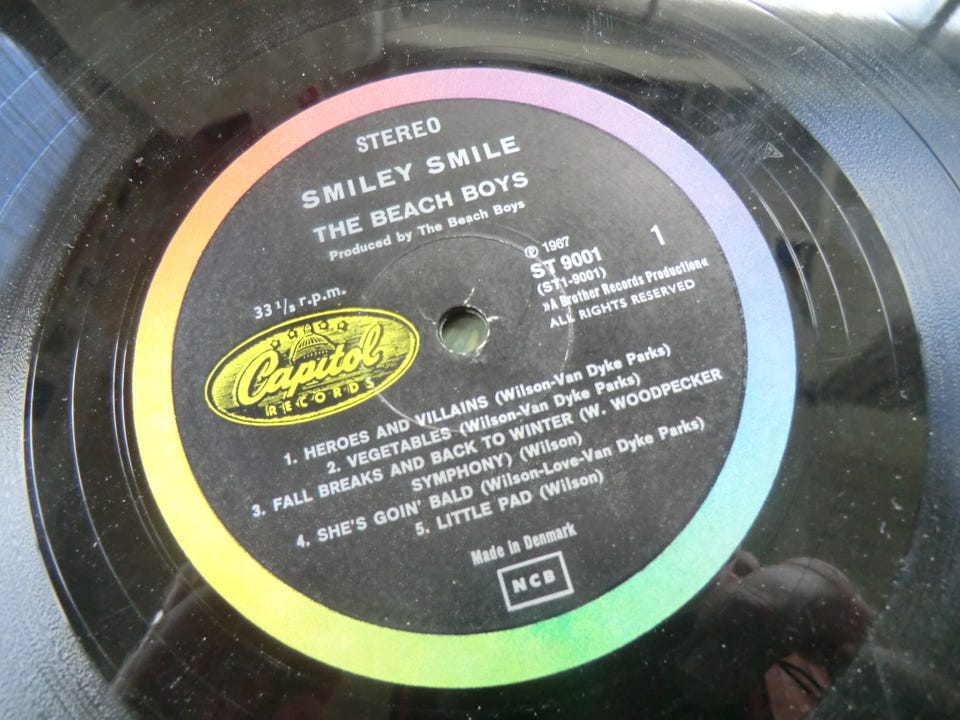 STEREO
SMILEY SMILE
THE BEACH BOYS
Produced by The Beach Boys
℗ 1967
ST 9001
1
(ST1-9001)
»A Brother Records Production«
ALL RIGHTS RESERVED
33 1/3 r.p.m.
Capitol
RECORDS
1. HEROES AND VILLAINS (Wilson-Van Dyke Parks)
2. VEGETABLES (Wilson-Van Dyke Parks)
3. FALL BREAKS AND BACK TO WINTER (W. WOODPECKER
SYMPHONY) (Wilson)
4. SHE'S GOIN' BALD (Wilson-Love-Van Dyke Parks)
5. LITTLE PAD (Wilson)
Made in Denmark
NCB